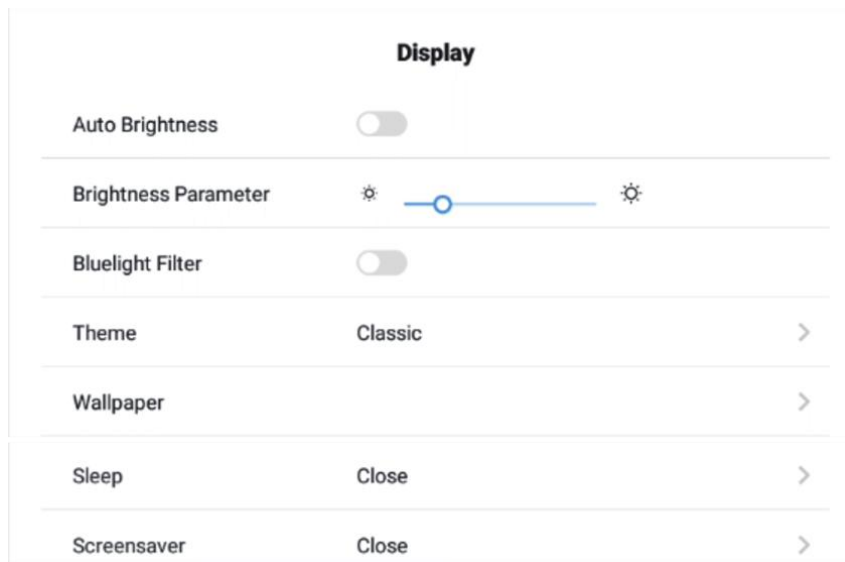 Display
Auto Brightness
Brightness Parameter
Bluelight Filter
Theme Classic
Wallpaper
Sleep Close
Screensaver Close